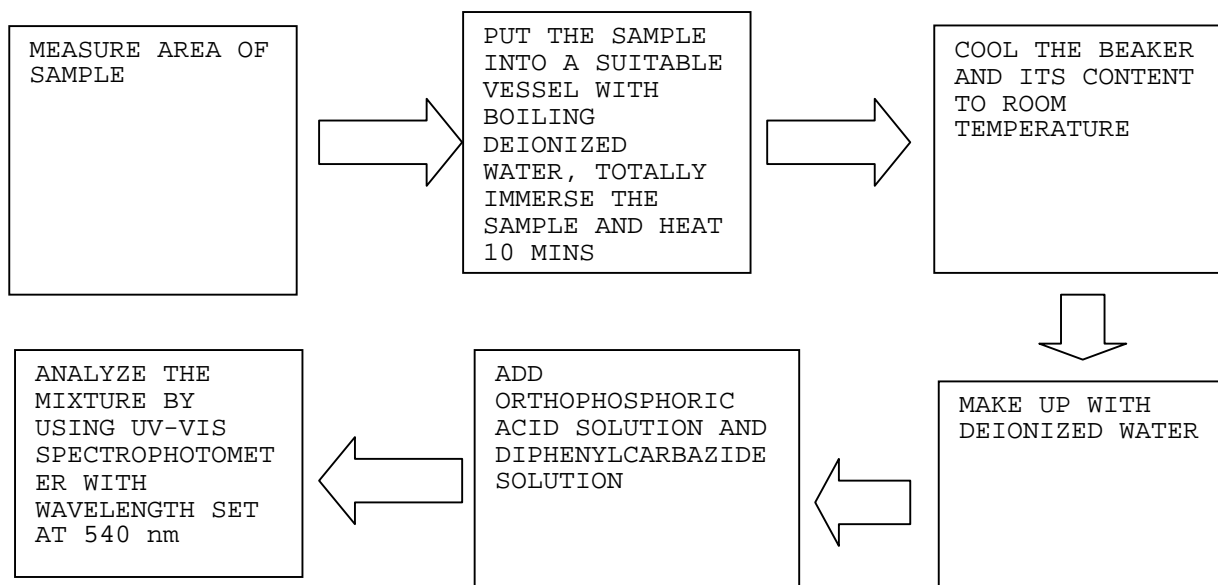 MEASURE AREA OF
SAMPLE
PUT THE SAMPLE
INTO A SUITABLE
VESSEL WITH
BOILING
DEIONIZED
WATER, TOTALLY
IMMERSE THE
SAMPLE AND HEAT
10 MINS
COOL THE BEAKER
AND ITS CONTENT
TO ROOM
TEMPERATURE
MAKE UP WITH
DEIONIZED WATER
ADD
ORTHOPHOSPHORIC
ACID SOLUTION AND
DIPHENYLCARBAZIDE
SOLUTION
ANALYZE THE
MIXTURE BY
USING UV-VIS
SPECTROPHOTOMET
ER WITH
WAVELENGTH SET
AT 540 nm